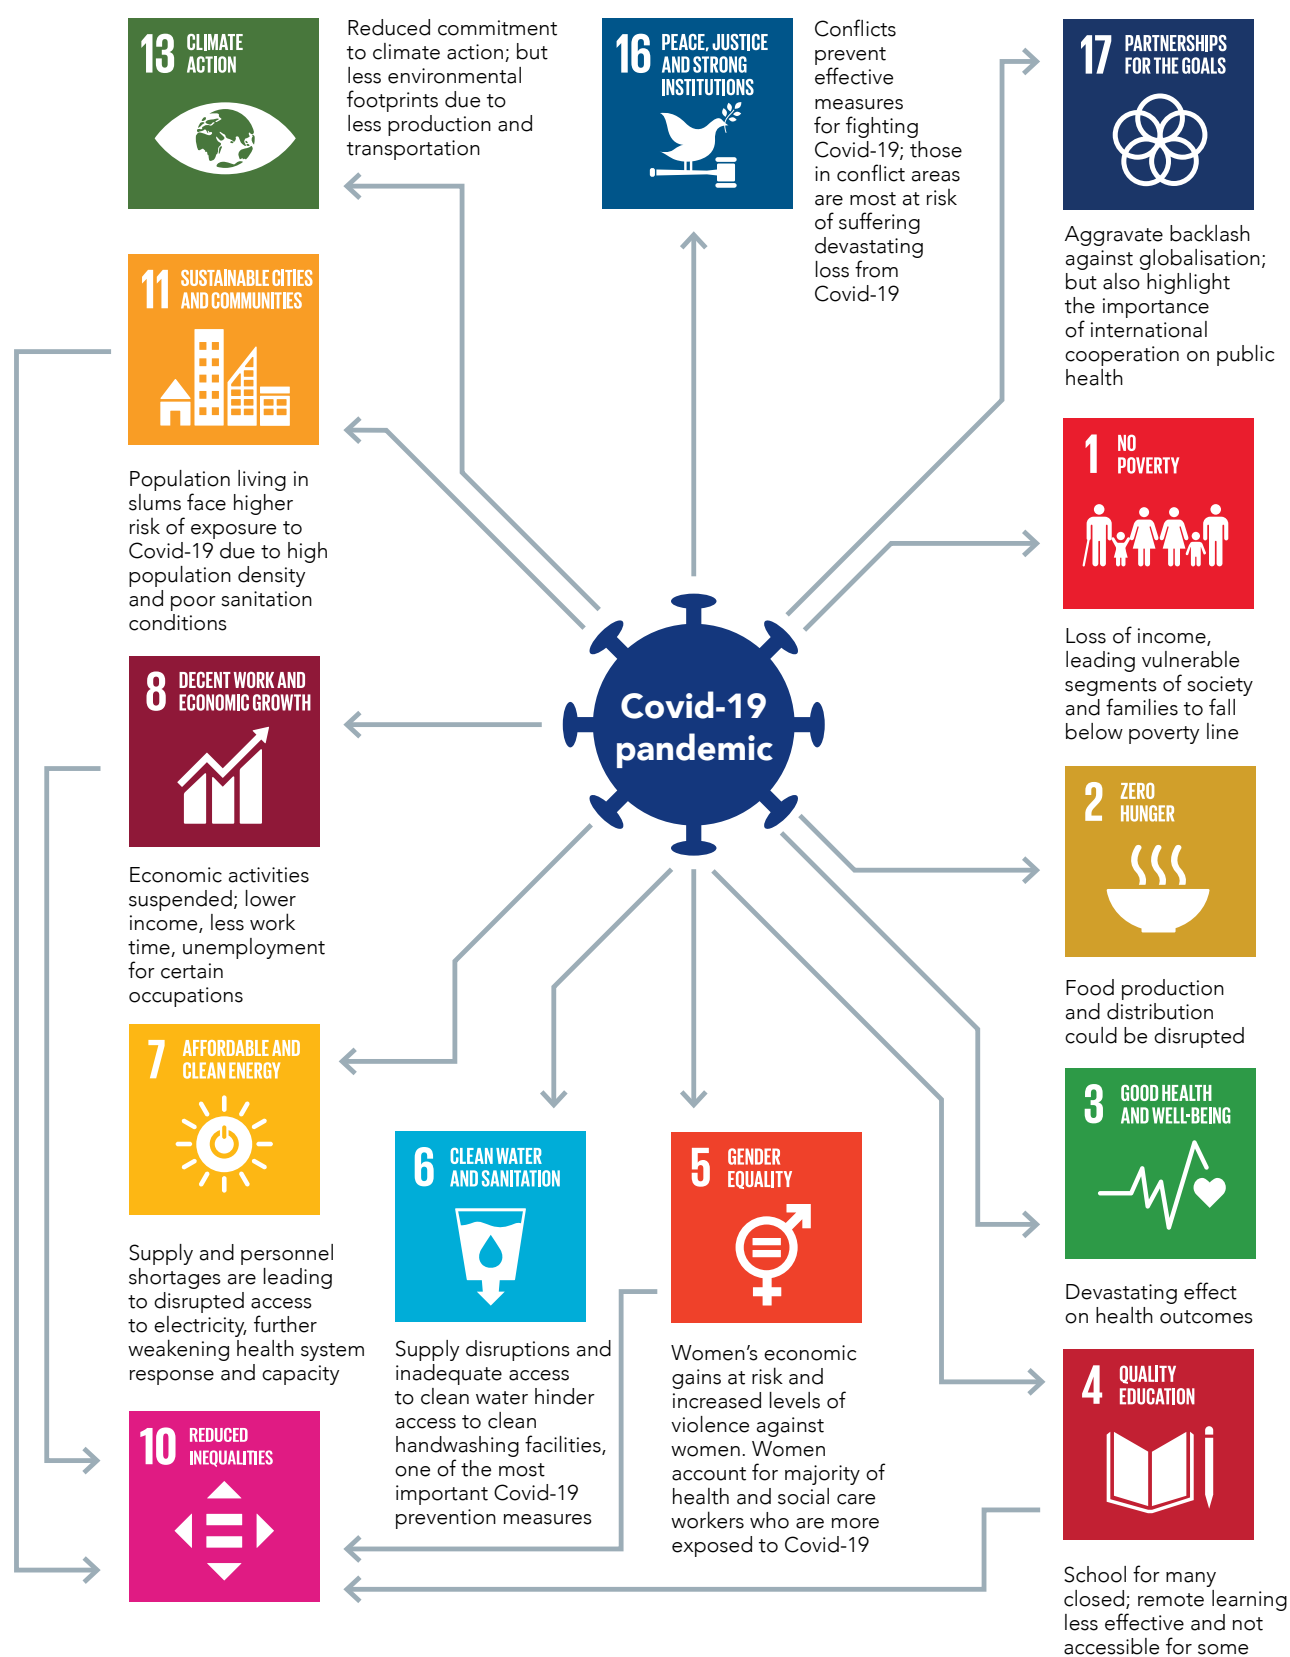 13 CLIMATE
ACTION
Reduced commitment
to climate action; but
less environmental
footprints due to
less production and
transportation
16 PEACE, JUSTICE
AND STRONG
INSTITUTIONS
Conflicts
prevent
effective
measures
for fighting
Covid-19; those
in conflict areas
are most at risk
of suffering
devastating
loss from
Covid-19
17 PARTNERSHIPS
FOR THE GOALS
Aggravate backlash
against globalisation;
but also highlight
the importance
of international
cooperation on public
health
11 SUSTAINABLE CITIES
AND COMMUNITIES
Population living in
slums face higher
risk of exposure to
Covid-19 due to high
population density
and poor sanitation
conditions
1 NO
POVERTY
Loss of income,
leading vulnerable
segments of society
and families to fall
below poverty line
8 DECENT WORK AND
ECONOMIC GROWTH
Economic activities
suspended; lower
income, less work
time, unemployment
for certain
occupations
Covid-19
pandemic
2 ZERO
HUNGER
Food production
and distribution
could be disrupted
7 AFFORDABLE AND
CLEAN ENERGY
Supply and personnel
shortages are leading
to disrupted access
to electricity, further
weakening health system
response and capacity
6 CLEAN WATER
AND SANITATION
Supply disruptions and
inadequate access
to clean water hinder
access to clean
handwashing facilities,
one of the most
important Covid-19
prevention measures
5 GENDER
EQUALITY
Women's economic
gains at risk and
increased levels of
violence against
women. Women
account for majority of
health and social care
workers who are more
exposed to Covid-19
3 GOOD HEALTH
AND WELL-BEING
Devastating effect
on health outcomes
10 REDUCED
INEQUALITIES
4 QUALITY
EDUCATION
School for many
closed; remote learning
less effective and not
accessible for some